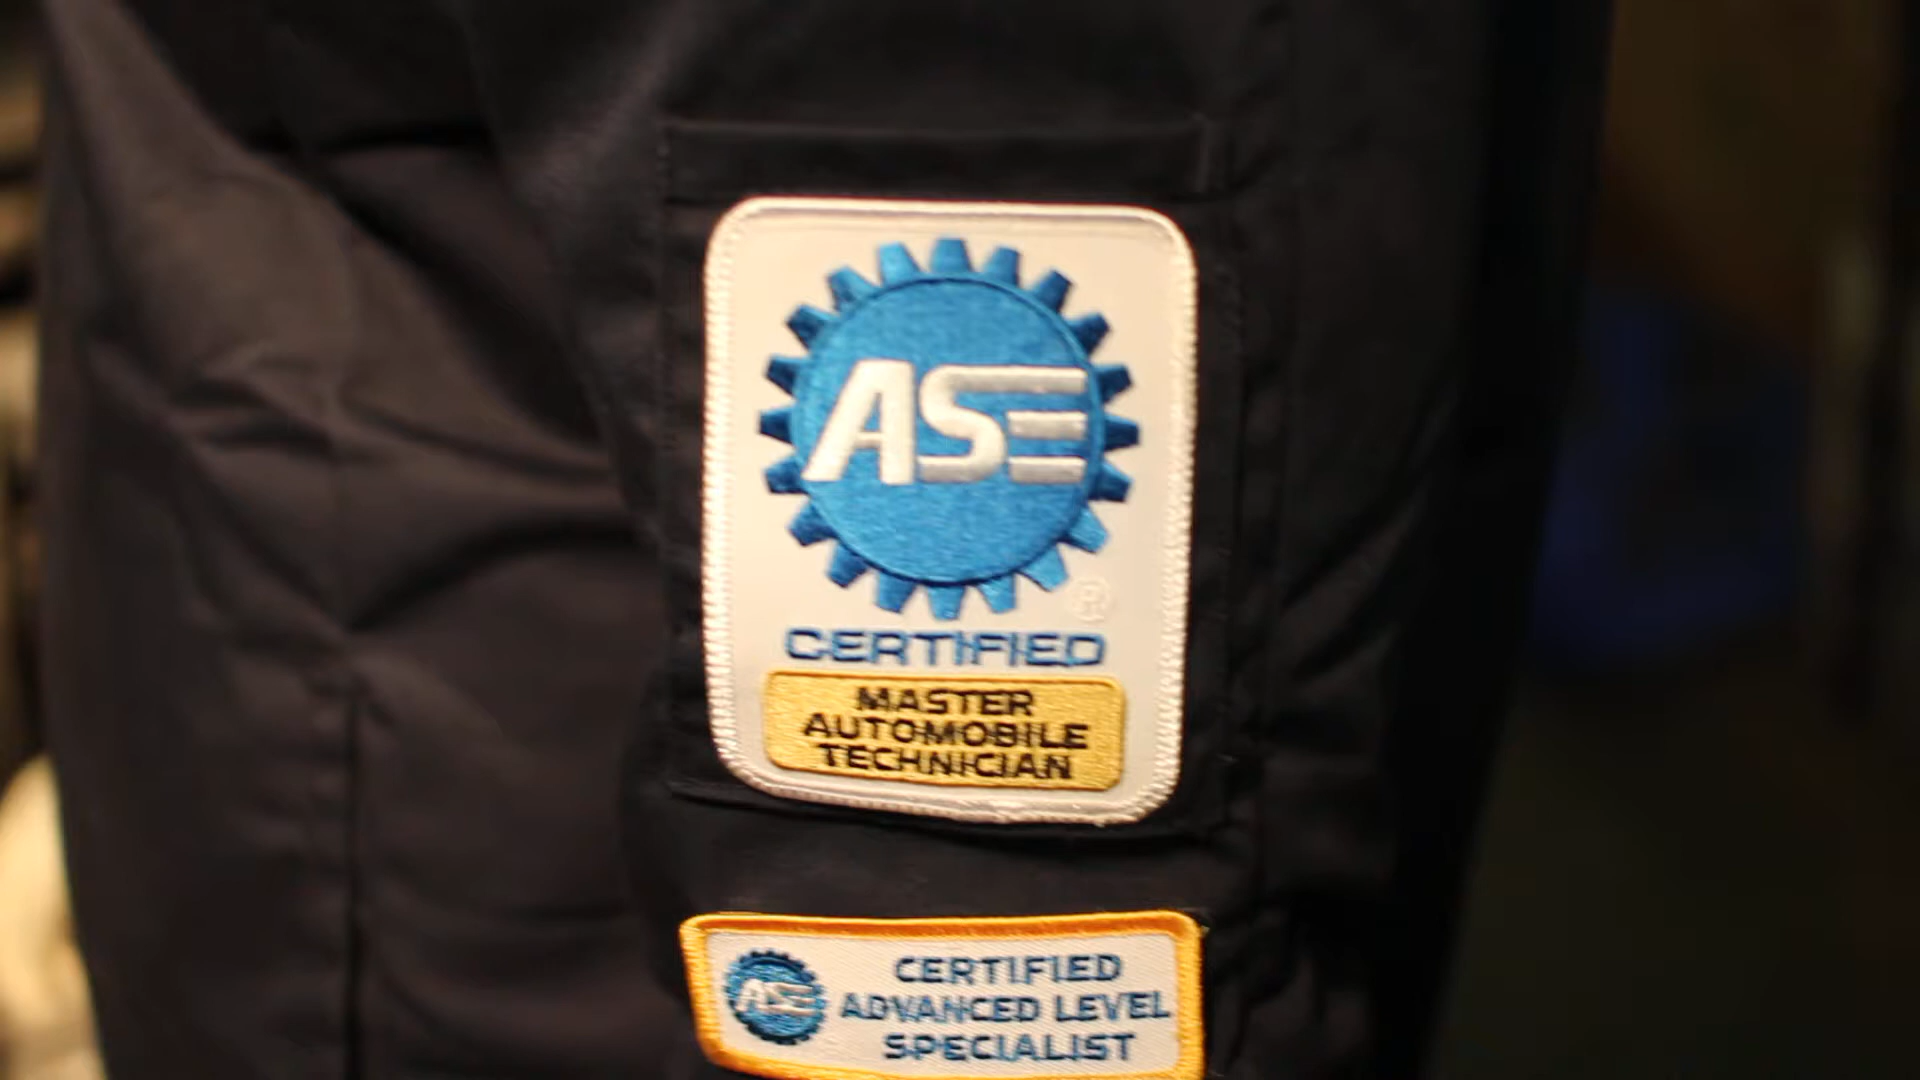 ASE
®
CERTIFIED
MASTER
AUTOMOBILE
TECHNICIAN
ASE
CERTIFIED
ADVANCED LEVEL
SPECIALIST